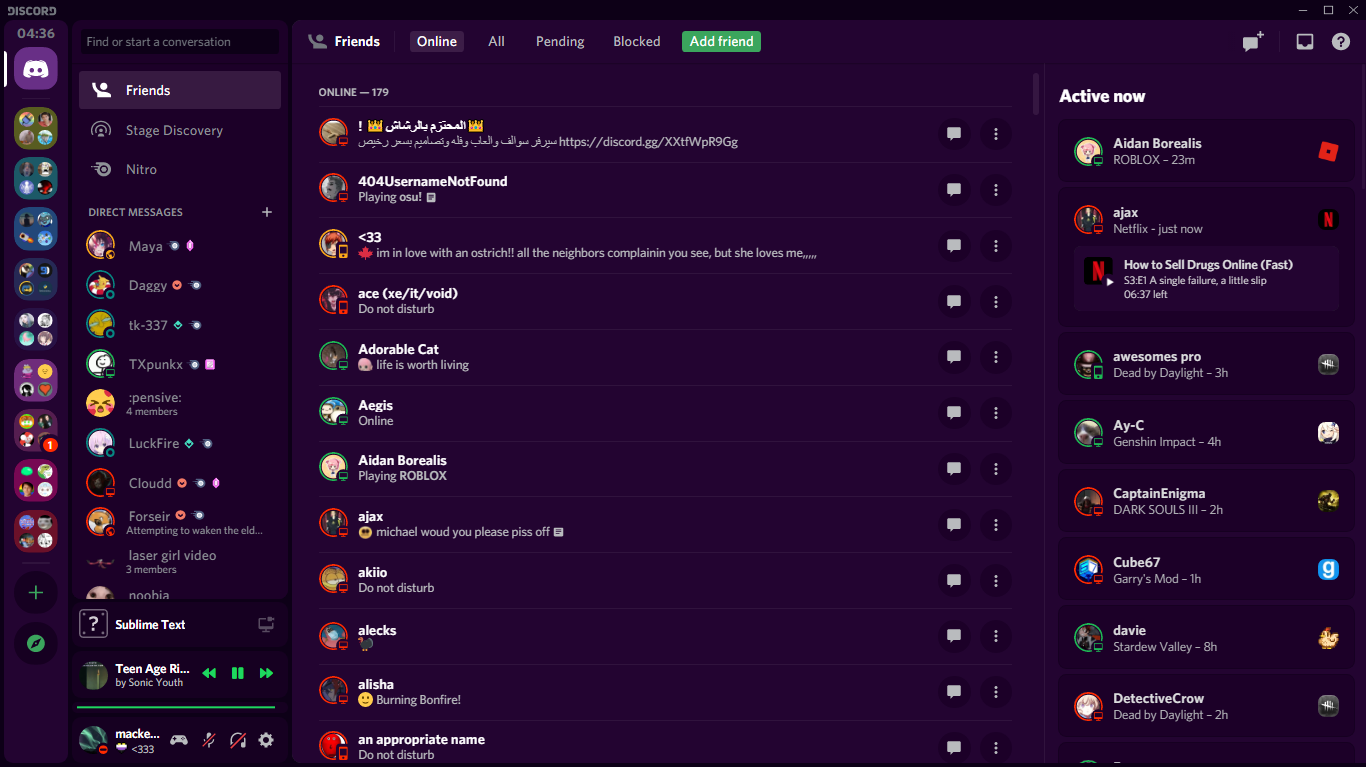 DISCORD
04:36
1
Find or start a conversation
Friends
Stage Discovery
Nitro
DIRECT MESSAGES
Maya
Daggy
tk-337
TXpunkx
:pensive:
4 members
LuckFire
Cloudd
Forseir
Attempting to waken the eld...
laser girl video
3 members
noobia
Sublime Text
Teen Age Ri...
by Sonic Youth
macke...
<333
Friends
Online
All
Pending
Blocked
Add friend
ONLINE — 179
👑 المحتزم بالرشاش 👑 !
سيرفر سوالف والعاب وفله وتصاميم بسعر رخيص https://discord.gg/XXtfWpR9Gg
404UsernameNotFound
Playing osu!
<33
🍁 im in love with an ostrich!! all the neighbors complainin you see, but she loves me,,,,,
ace (xe/it/void)
Do not disturb
Adorable Cat
life is worth living
Aegis
Online
Aidan Borealis
Playing ROBLOX
ajax
michael woud you please piss off
akiio
Do not disturb
alecks
🦃
alisha
🙂 Burning Bonfire!
an appropriate name
Do not disturb
Active now
Aidan Borealis
ROBLOX – 23m
ajax
Netflix - just now
How to Sell Drugs Online (Fast)
S3:E1 A single failure, a little slip
06:37 left
awesomes pro
Dead by Daylight – 3h
Ay-C
Genshin Impact – 4h
CaptainEnigma
DARK SOULS III – 2h
Cube67
Garry's Mod – 1h
davie
Stardew Valley – 8h
DetectiveCrow
Dead by Daylight – 2h